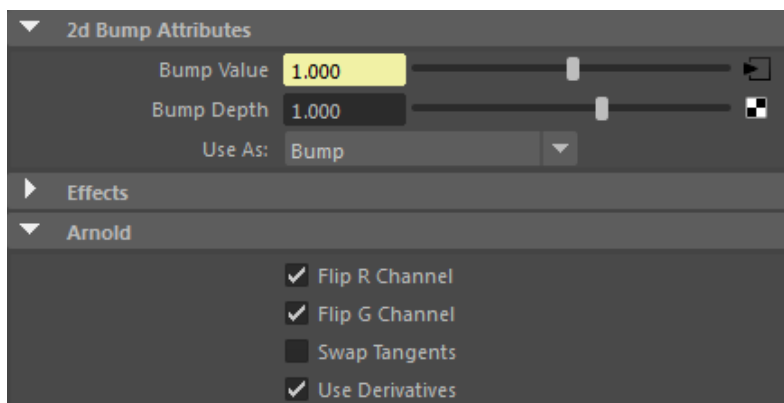 2d Bump Attributes
Bump Value 1.000
Bump Depth 1.000
Use As: Bump
Effects
Arnold
Flip R Channel
Flip G Channel
Swap Tangents
Use Derivatives